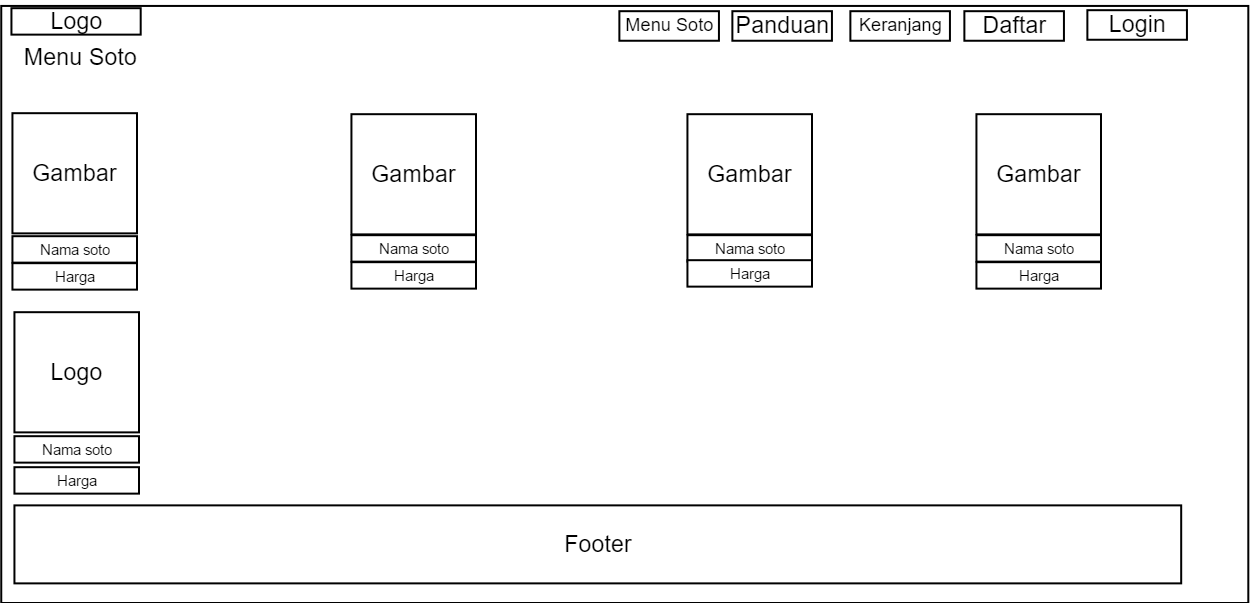 Logo
Menu Soto
Panduan
Keranjang
Daftar
Login
Menu Soto
Gambar
Gambar
Gambar
Gambar
Nama soto
Nama soto
Nama soto
Nama soto
Harga
Harga
Harga
Harga
Logo
Nama soto
Harga
Footer